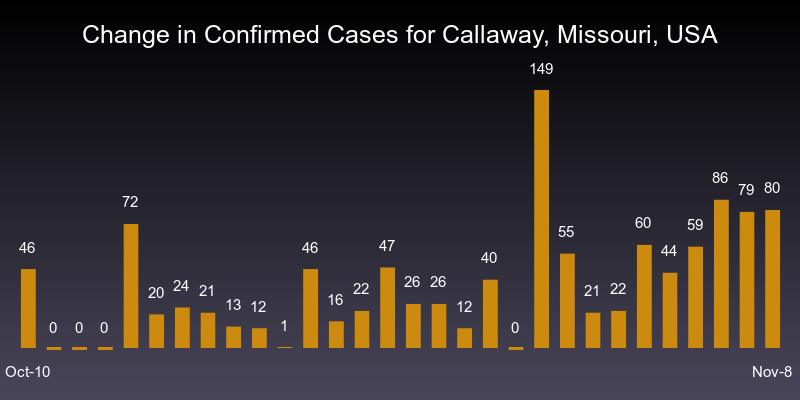 Change in Confirmed Cases for Callaway, Missouri, USA
46 0 0 0 72 20 24 21 13 12 1 46 16 22 47 26 26 12 40 0 149 55 21 22 60 44 59 86 79 80
Oct-10 Nov-8